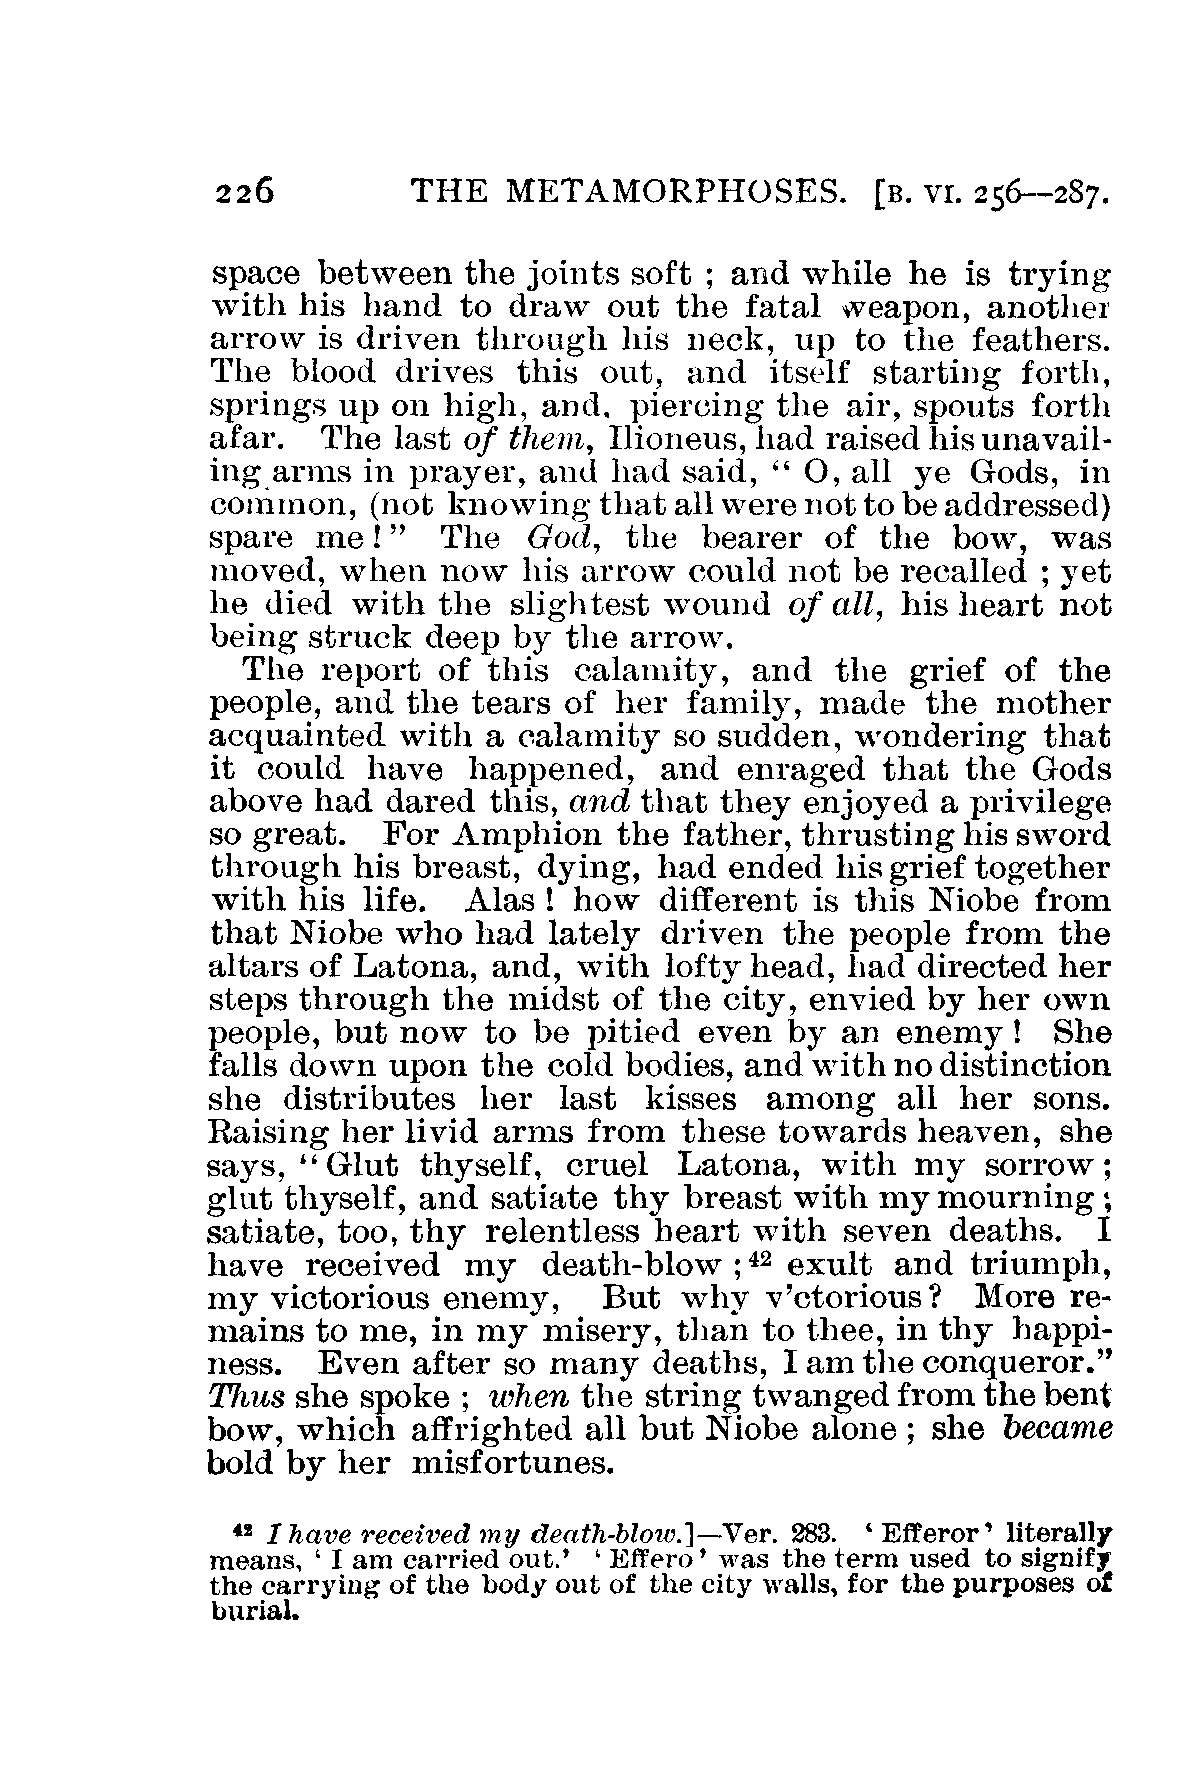 226 THE METAMORPHOSES. [B. VI. 256—287.
space between the joints soft ; and while he is trying
with his hand to draw out the fatal weapon, another
arrow is driven through his neck, up to the feathers.
The blood drives this out, and itself starting forth,
springs up on high, and, piercing the air, spouts forth
afar. The last of them, Ilioneus, had raised his unavail-
ing arms in prayer, and had said, “ O, all ye Gods, in
common, (not knowing that all were not to be addressed)
spare me ! ” The God, the bearer of the bow, was
moved, when now his arrow could not be recalled ; yet
he died with the slightest wound of all, his heart not
being struck deep by the arrow.
The report of this calamity, and the grief of the
people, and the tears of her family, made the mother
acquainted with a calamity so sudden, wondering that
it could have happened, and enraged that the Gods
above had dared this, and that they enjoyed a privilege
so great. For Amphion the father, thrusting his sword
through his breast, dying, had ended his grief together
with his life. Alas ! how different is this Niobe from
that Niobe who had lately driven the people from the
altars of Latona, and, with lofty head, had directed her
steps through the midst of the city, envied by her own
people, but now to be pitied even by an enemy ! She
falls down upon the cold bodies, and with no distinction
she distributes her last kisses among all her sons.
Raising her livid arms from these towards heaven, she
says, “ Glut thyself, cruel Latona, with my sorrow ;
glut thyself, and satiate thy breast with my mourning ;
satiate, too, thy relentless heart with seven deaths. I
have received my death-blow ;42 exult and triumph,
my victorious enemy, But why v’ctorious ? More re-
mains to me, in my misery, than to thee, in thy happi-
ness. Even after so many deaths, I am the conqueror.”
Thus she spoke ; when the string twanged from the bent
bow, which affrighted all but Niobe alone ; she became
bold by her misfortunes.
42 I have received my death-blow.]—Ver. 283. ‘ Efferor ’ literally
means, ‘ I am carried out.’ ‘ Effero ’ was the term used to signify
the carrying of the body out of the city walls, for the purposes of
burial.